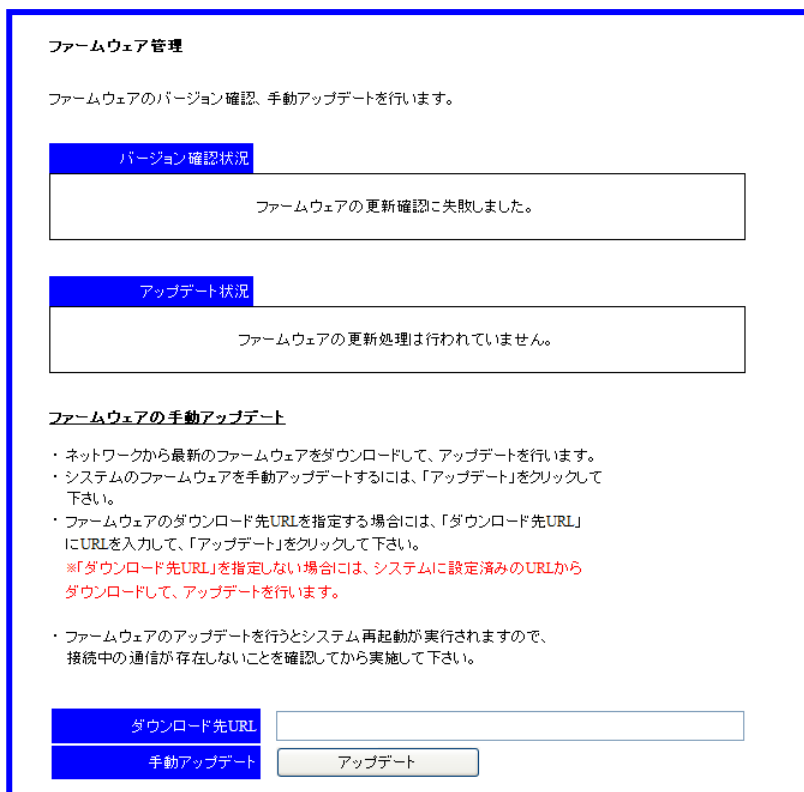 ファームウェア管理
ファームウェアのバージョン確認、手動アップデートを行います。
バージョン確認状況
ファームウェアの更新確認に失敗しました。
アップデート状況
ファームウェアの更新処理は行われていません。
ファームウェアの手動アップデート
・ネットワークから最新のファームウェアをダウンロードして、アップデートを行います。
・システムのファームウェアを手動アップデートするには、「アップデート」をクリックして
下さい。
・ファームウェアのダウンロード先URLを指定する場合には、「ダウンロード先URL」
にURLを入力して、「アップデート」をクリックして下さい。
※「ダウンロード先URL」を指定しない場合には、システムに設定済みのURLから
ダウンロードして、アップデートを行います。
・ファームウェアのアップデートを行うとシステム再起動が実行されますので、
接続中の通信が存在しないことを確認してから実施して下さい。
ダウンロード先URL
手動アップデート アップデート